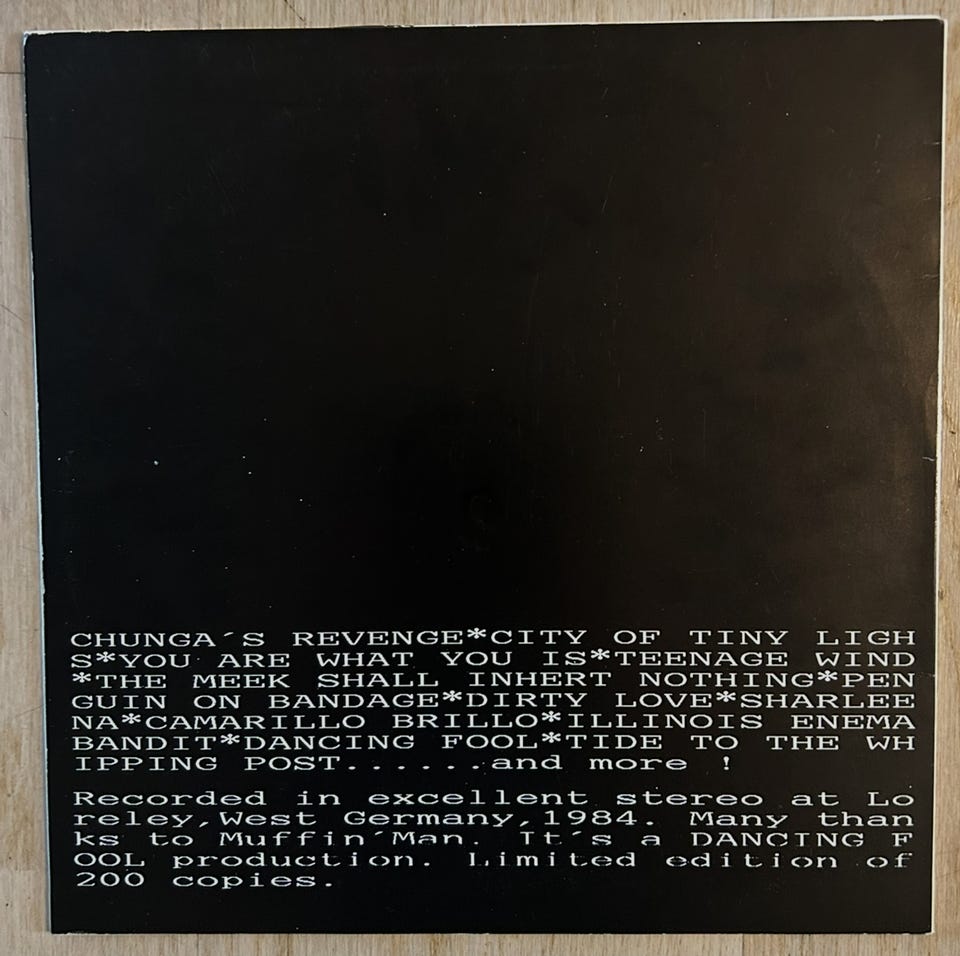 CHUNGA´S REVENGE*CITY OF TINY LIGH
S*YOU ARE WHAT YOU IS*TEENAGE WIND
*THE MEEK SHALL INHERT NOTHING*PEN
GUIN ON BANDAGE*DIRTY LOVE*SHARLEE
NA*CAMARILLO BRILLO*ILLINOIS ENEMA
BANDIT*DANCING FOOL*TIDE TO THE WH
IPPING POST......and more !
Recorded in excellent stereo at Lo
reley,West Germany,1984. Many than
ks to Muffin´Man. It´s a DANCING F
OOL production. Limited edition of
200 copies.